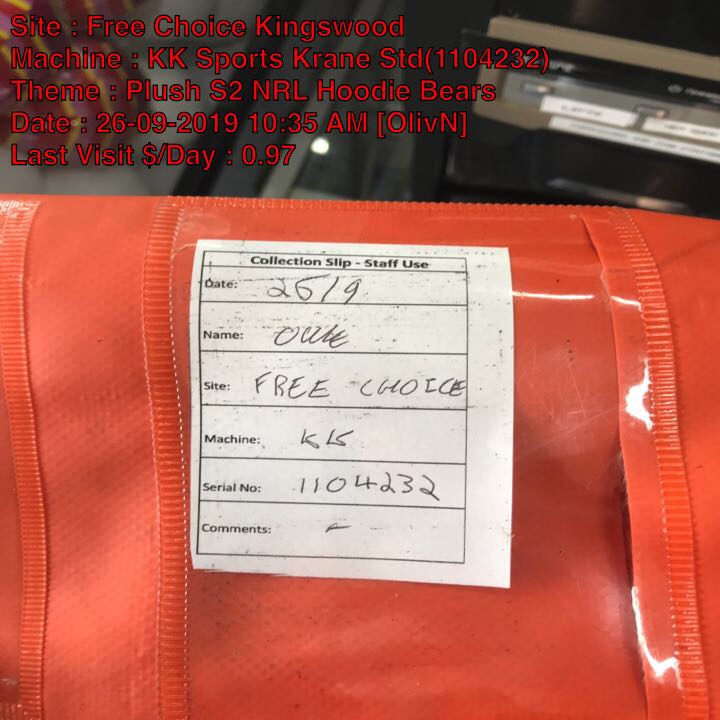 Site : Free Choice Kingswood
Machine : KK Sports Krane Std(1104232)
Theme : Plush S2 NRL Hoodie Bears
Date : 26-09-2019 10:35 AM [OlivN]
Last Visit $/Day : 0.97
Collection Slip - Staff Use
Date: 26/9
Name: OLLIE
Site: FREE CHOICE
Machine: KK
Serial No: 1104232
Comments: